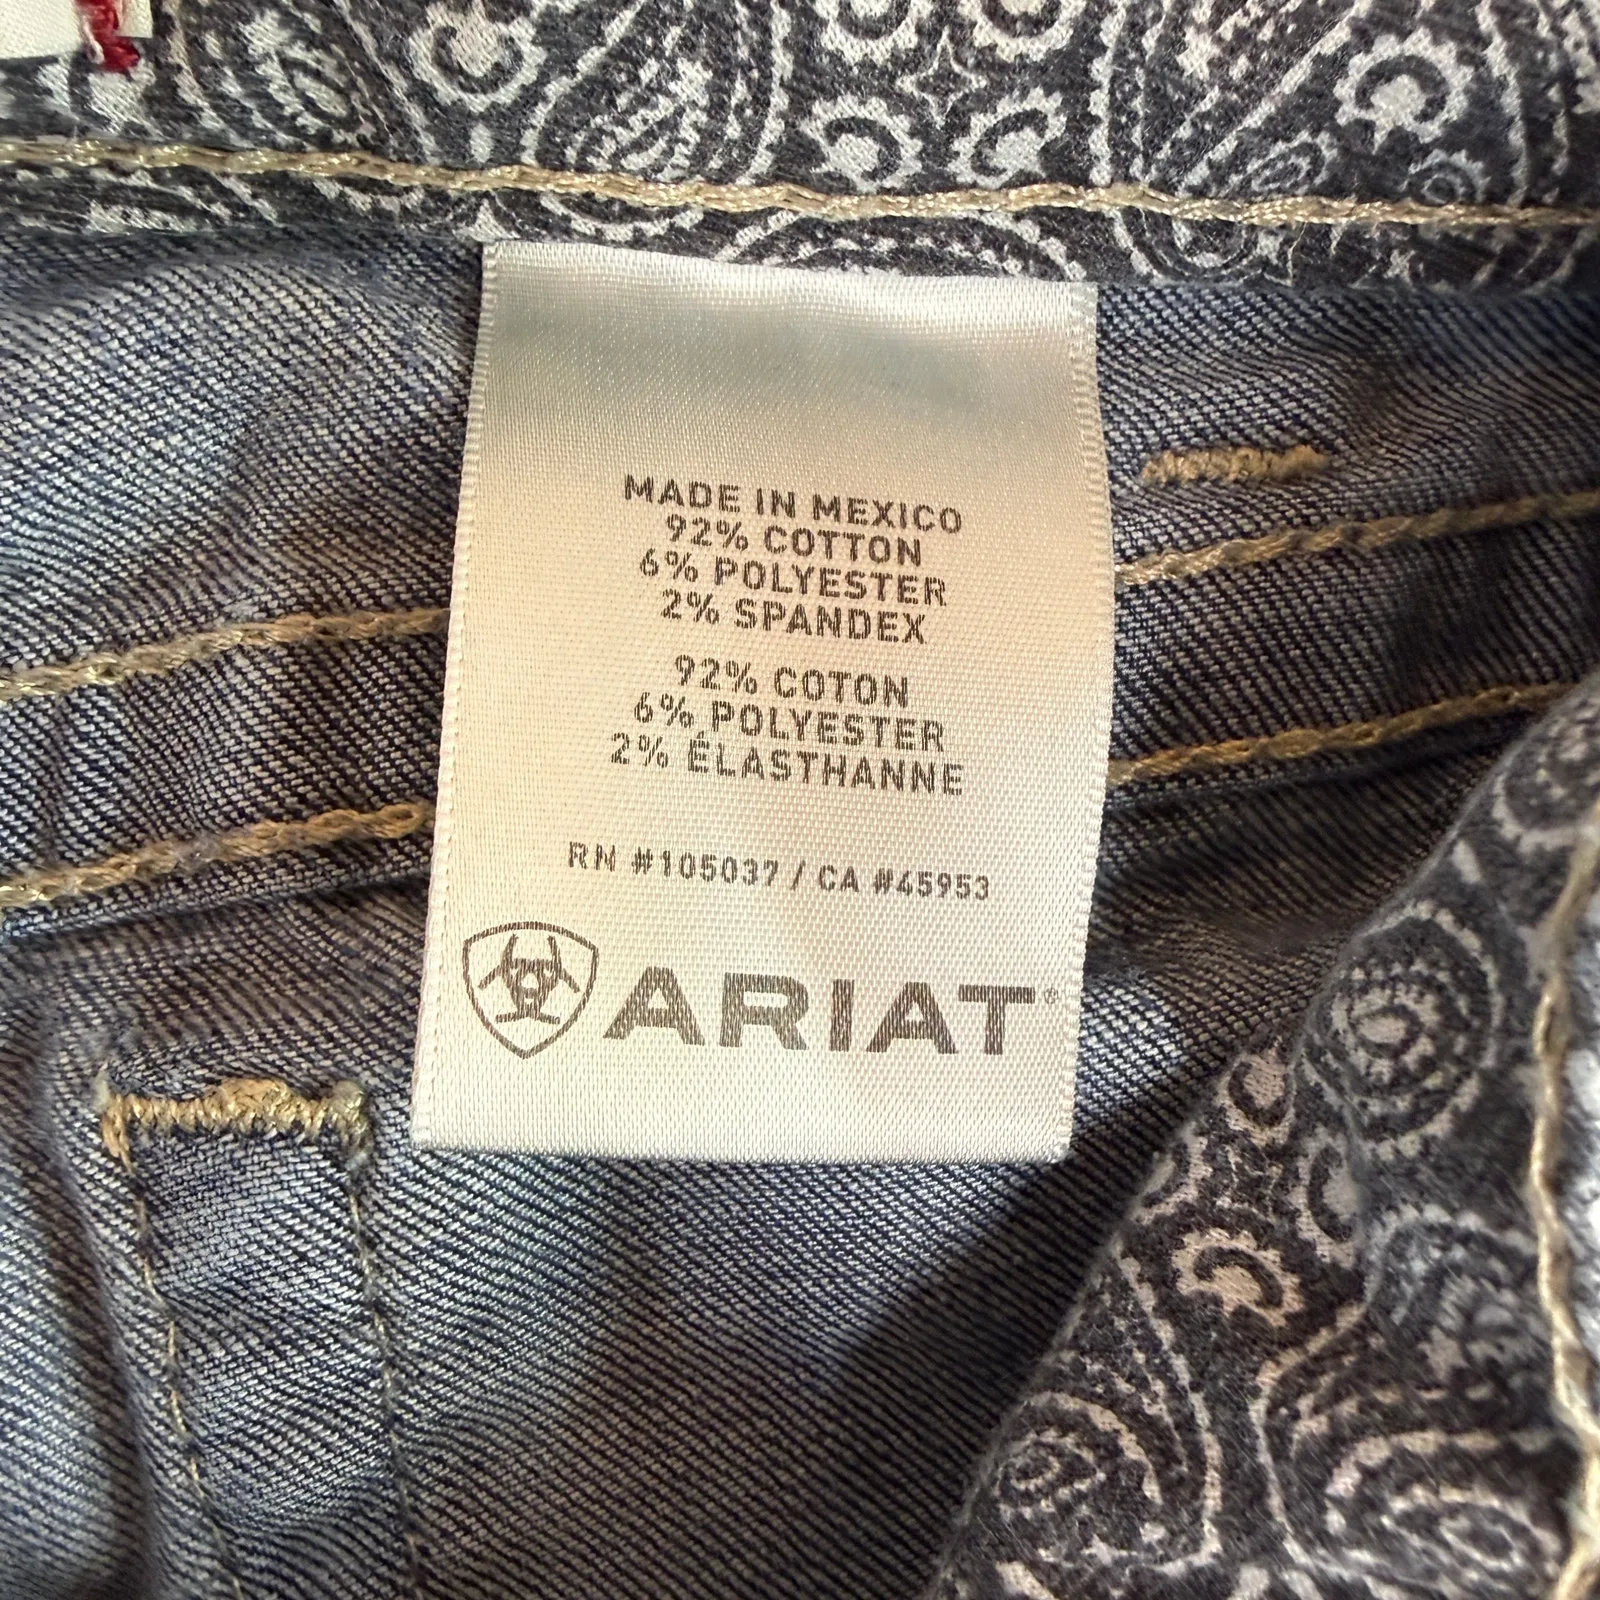 MADE IN MEXICO
92% COTTON
6% POLYESTER
2% SPANDEX
92% COTON
6% POLYESTER
2% ÉLASTHANNE
RN #105037 / CA #45953
ARIAT®